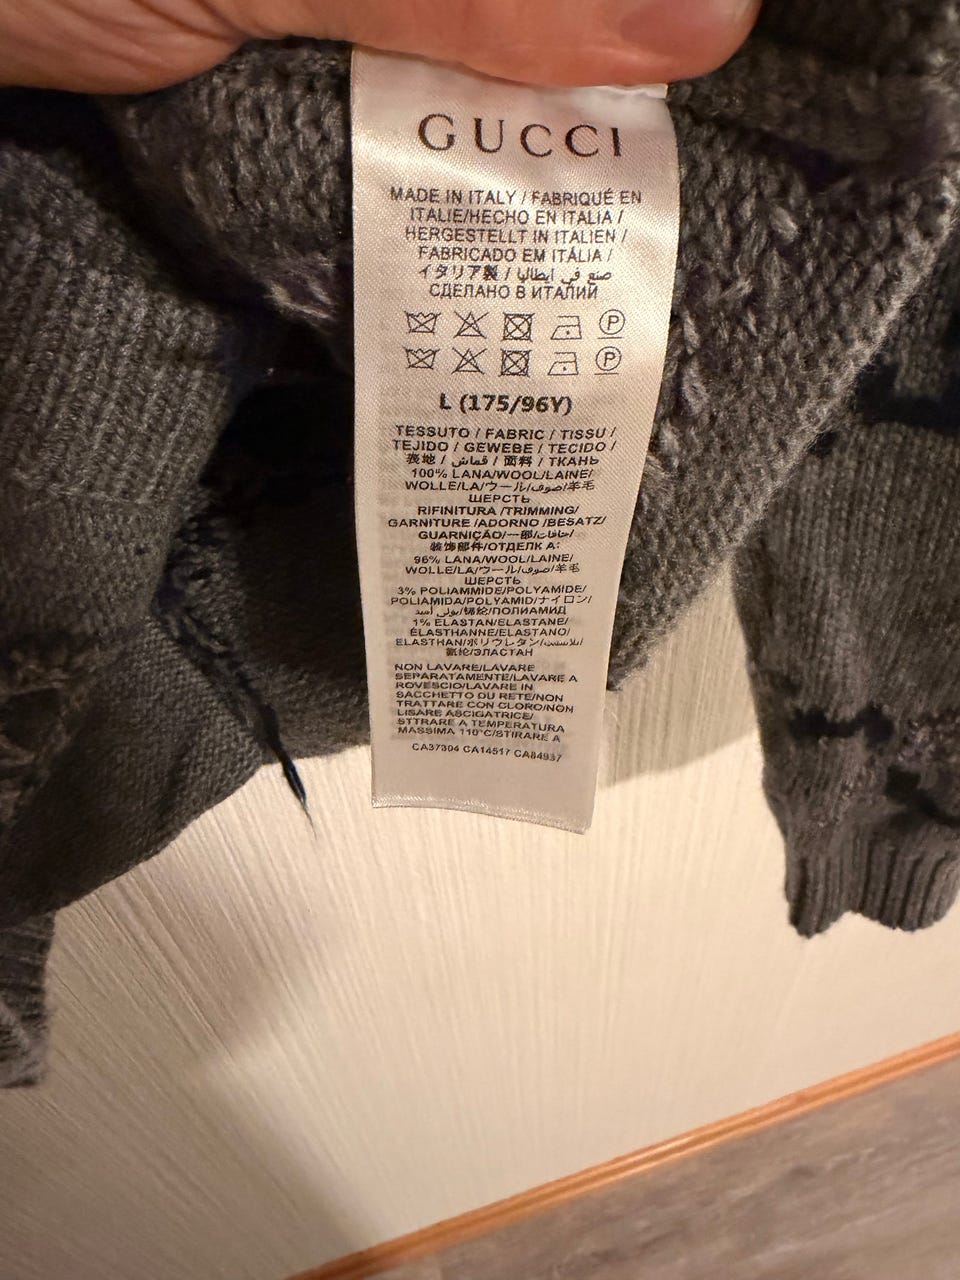 GUCCI
MADE IN ITALY / FABRIQUÉ EN
ITALIE/HECHO EN ITALIA /
HERGESTELLT IN ITALIEN /
FABRICADO EM ITÁLIA /
イタリア製 / صنع في إيطاليا
СДЕЛАНО В ИТАЛИИ
P
P
L (175/96Y)
TESSUTO / FABRIC / TISSU /
TEJIDO / GEWEBE / TECIDO /
表地 / قماش / 面料 / ТКАНЬ
100% LANA/WOOL/LAINE/
WOLLE/LA/ウール/صوف/羊毛
ШЕРСТЬ
RIFINITURA /TRIMMING/
GARNITURE /ADORNO /BESATZ/
GUARNIÇÃO/一部/حافات/
装饰部件/ОТДЕЛКА:
96% LANA/WOOL/LAINE/
WOLLE/LA/ウール/صوف/羊毛
ШЕРСТЬ
3% POLIAMMIDE/POLYAMIDE/
POLIAMIDA/POLYAMID/ナイロン/
بولي أميد/锦纶/ПОЛИАМИД
1% ELASTAN/ELASTANE/
ÉLASTHANNE/ELASTANO/
ELASTHAN/ポリウレタン/إيلاستين/
氨纶/ЭЛАСТАН
NON LAVARE/LAVARE
SEPARATAMENTE/LAVARE A
ROVESCIO/LAVARE IN
SACCHETTO DU RETE/NON
TRATTARE CON CLORO/NON
LISARE ASCIGATRICE/
STTRARE A TEMPERATURA
MASSIMA 110°C/STIRARE A
CA37304 CA14517 CA84937